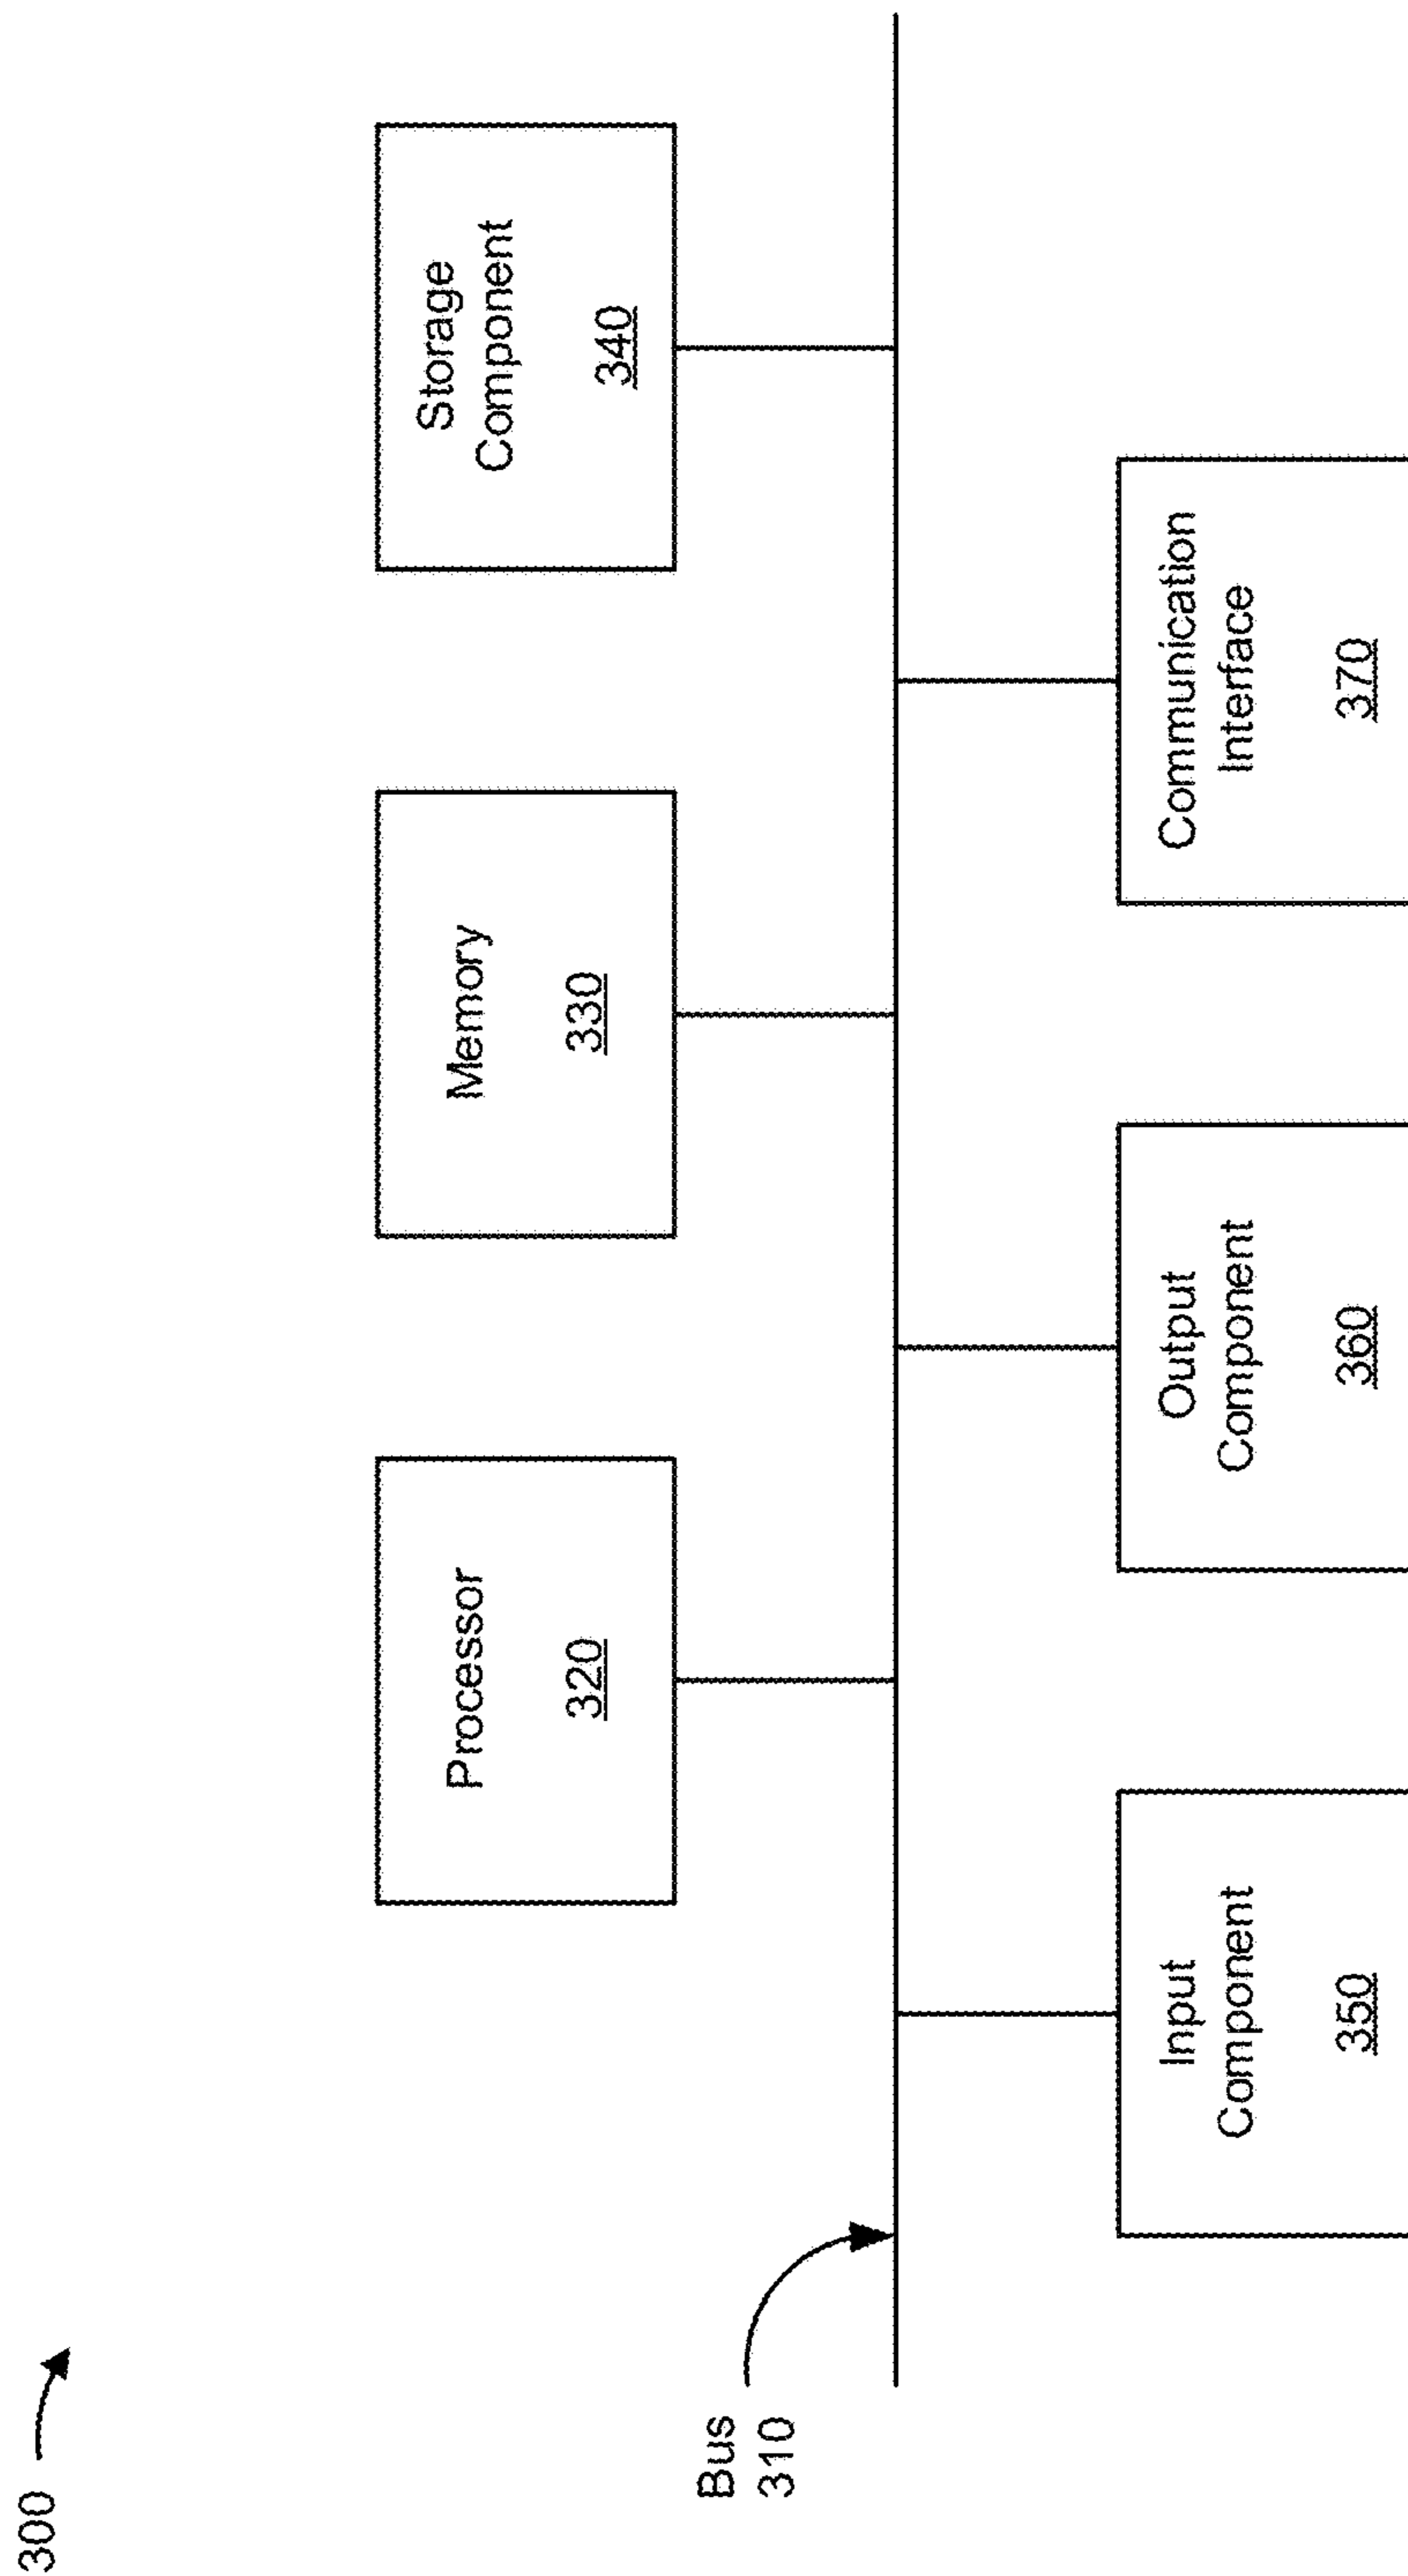 300
Processor
320
Memory
330
Storage
Component
340
Bus
310
Input
Component
350
Output
Component
360
Communication
Interface
370